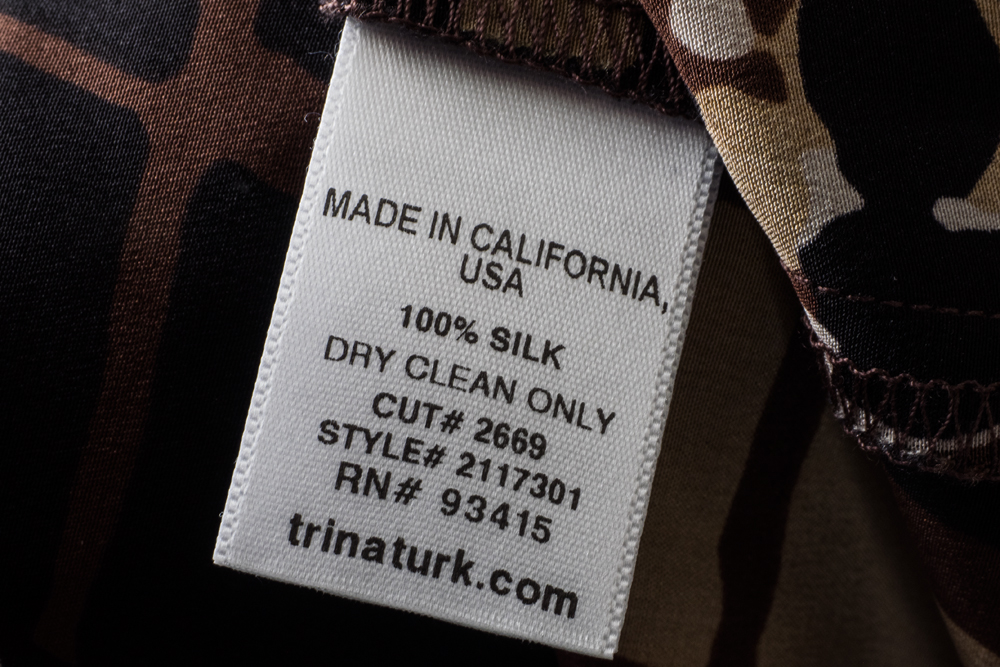 MADE IN CALIFORNIA,
USA
100% SILK
DRY CLEAN ONLY
CUT# 2669
STYLE# 2117301
RN# 93415
trinaturk.com